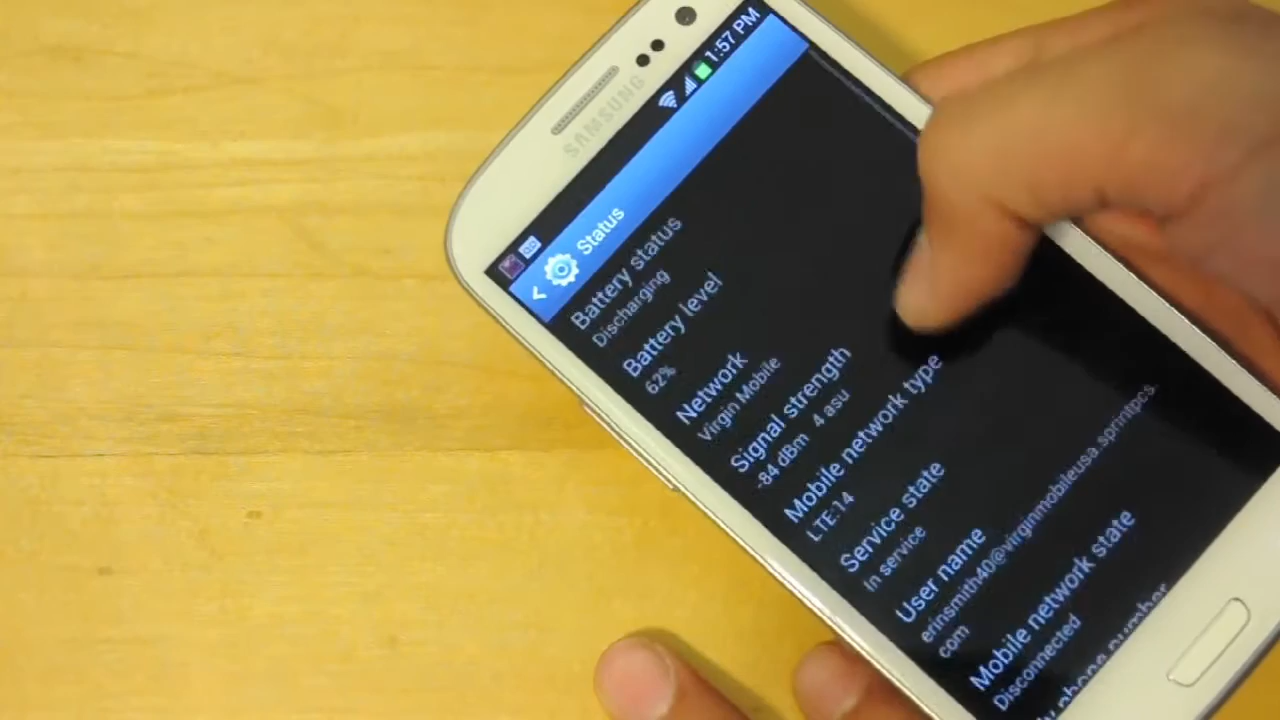 SAMSUNG
1:57 PM
Status
Battery status
Discharging
Battery level
62%
Network
Virgin Mobile
Signal strength
-84 dBm 4 asu
Mobile network type
LTE:14
Service state
In service
User name
erinsmith40@virginmobileusa.sprintpcs.
com
Mobile network state
Disconnected
phone number